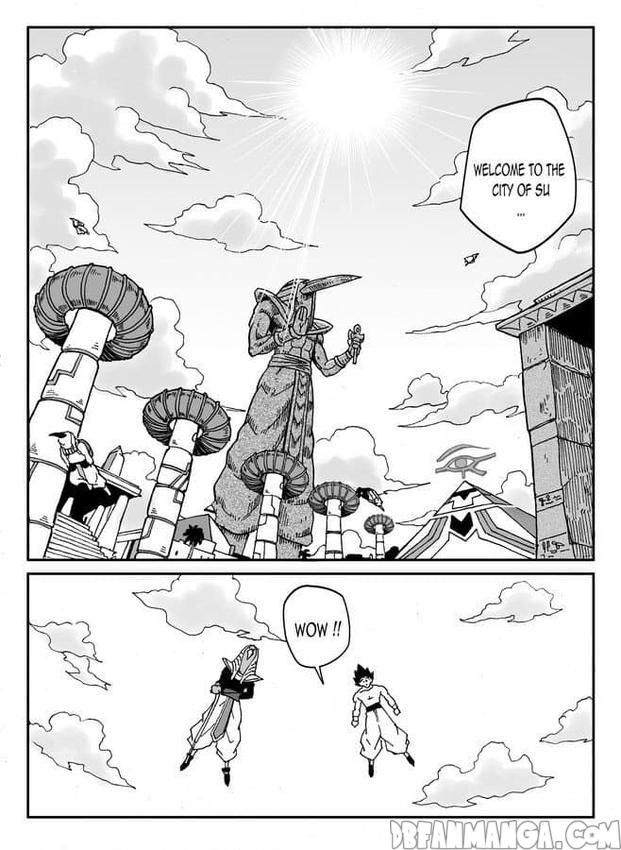 WELCOME TO THE
CITY OF SU
...
WOW !!
DBFANMANGA.COM